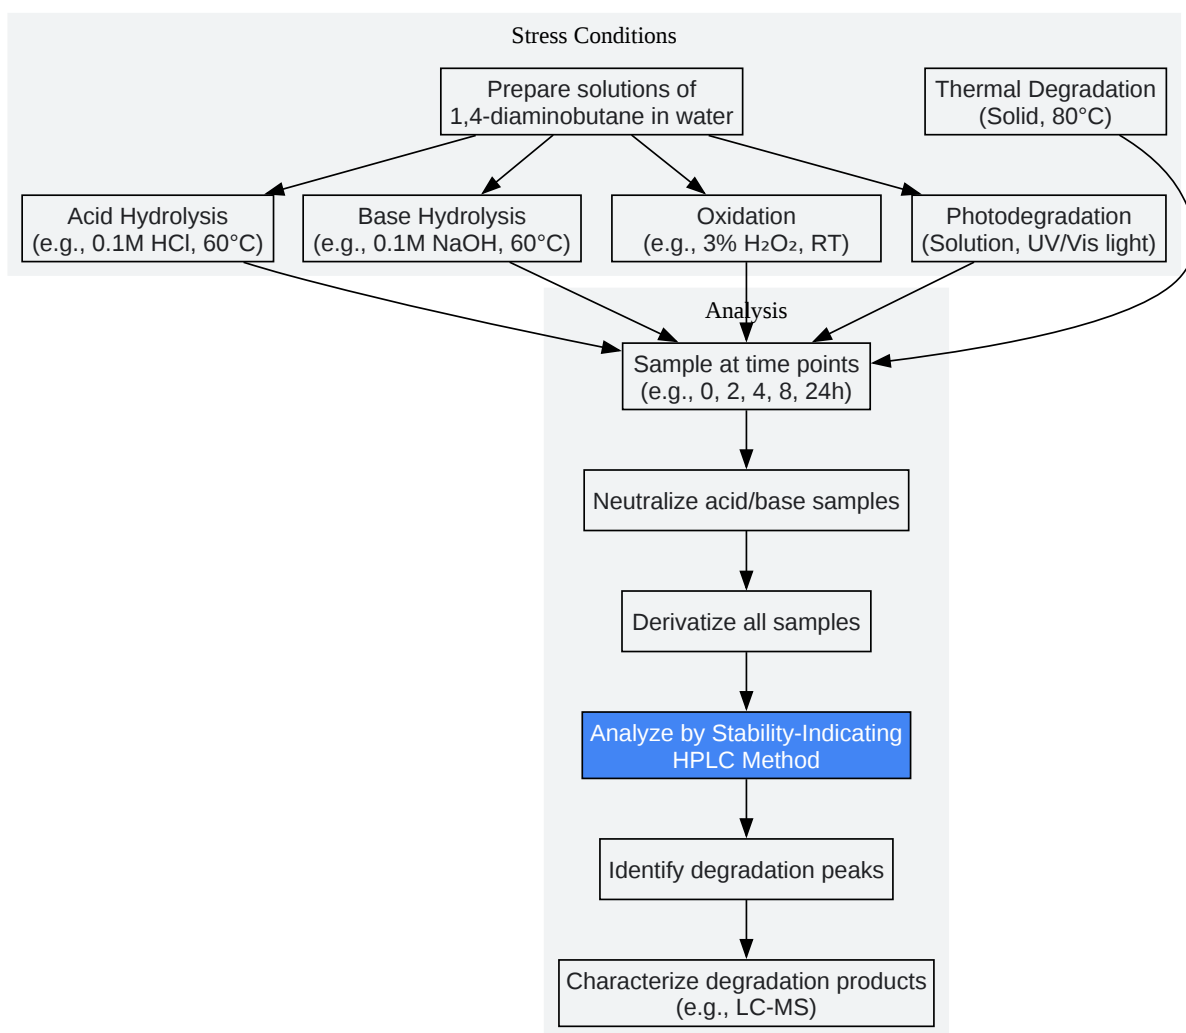 Stress Conditions
Prepare solutions of
1,4-diaminobutane in water
Thermal Degradation
(Solid, 80°C)
Acid Hydrolysis
(e.g., 0.1M HCl, 60°C)
Base Hydrolysis
(e.g., 0.1M NaOH, 60°C)
Oxidation
(e.g., 3% H₂O₂, RT)
Photodegradation
(Solution, UV/Vis light)
Analysis
Sample at time points
(e.g., 0, 2, 4, 8, 24h)
Neutralize acid/base samples
Derivatize all samples
Analyze by Stability-Indicating
HPLC Method
Identify degradation peaks
Characterize degradation products
(e.g., LC-MS)